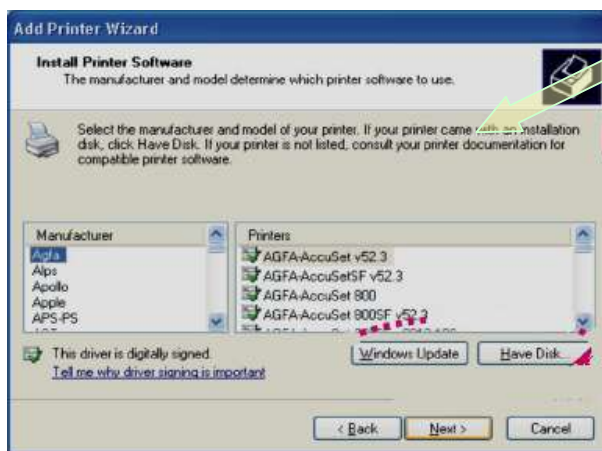 Add Printer Wizard
Install Printer Software
The manufacturer and model determine which printer software to use.
Select the manufacturer and model of your printer. If your printer came with an installation
disk, click Have Disk. If your printer is not listed, consult your printer documentation for
compatible printer software.
Manufacturer
Agfa
Alps
Apollo
Apple
APS-PS
Printers
AGFA-AccuSet v52.3
AGFA-AccuSetSF v52.3
AGFA-AccuSet 800
AGFA-AccuSet 800SF v52.3
This driver is digitally signed.
Tell me why driver signing is important
Windows Update
Have Disk...
< Back
Next >
Cancel